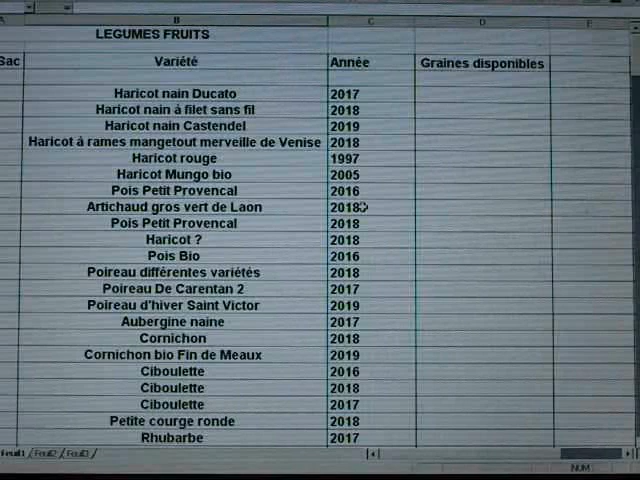 A B C D E
LEGUMES FRUITS
Sac Variété Année Graines disponibles
Haricot nain Ducato 2017
Haricot nain à filet sans fil 2018
Haricot nain Castendel 2019
Haricot à rames mangetout merveille de Venise 2018
Haricot rouge 1997
Haricot Mungo bio 2005
Pois Petit Provencal 2016
Artichaud gros vert de Laon 2018
Pois Petit Provencal 2018
Haricot ? 2018
Pois Bio 2016
Poireau différentes variétés 2018
Poireau De Carentan 2 2017
Poireau d'hiver Saint Victor 2019
Aubergine naine 2017
Cornichon 2018
Cornichon bio Fin de Meaux 2019
Ciboulette 2016
Ciboulette 2018
Ciboulette 2017
Petite courge ronde 2018
Rhubarbe 2017
Feuil1 / Feuil2 / Feuil3 /
NUM